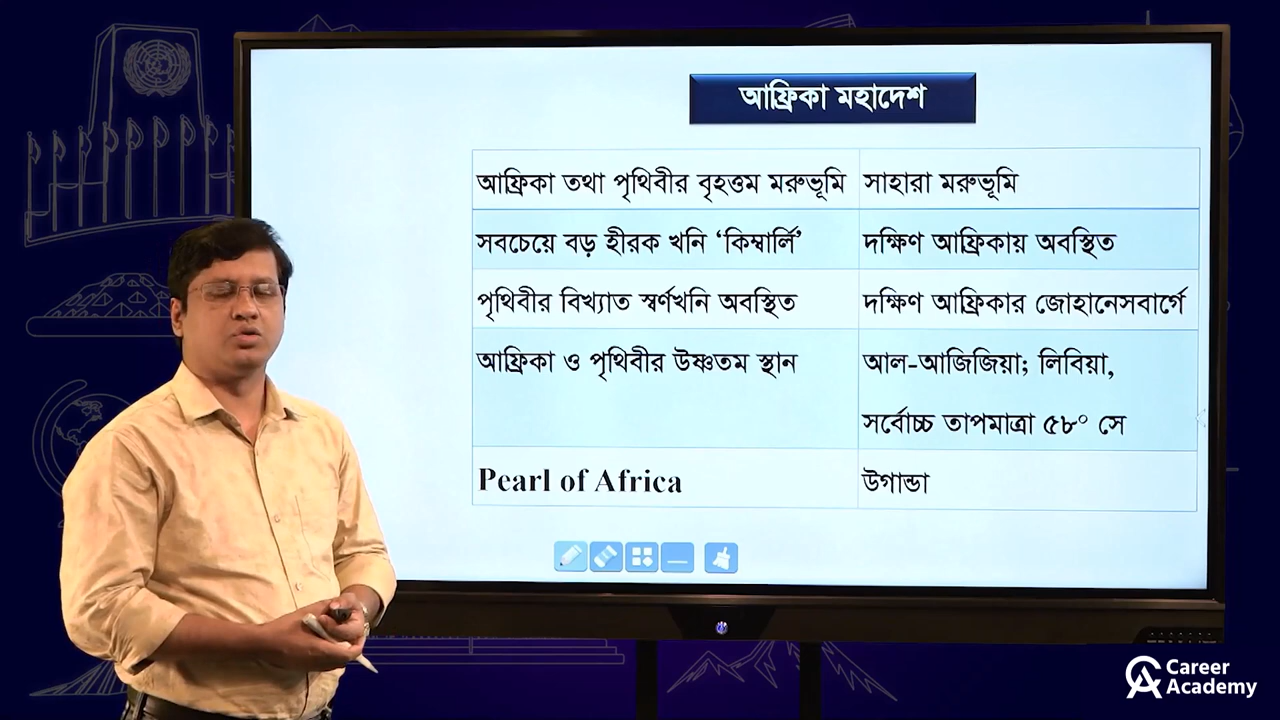 আফ্রিকা মহাদেশ
আফ্রিকা তথা পৃথিবীর বৃহত্তম মরুভূমি সাহারা মরুভূমি
সবচেয়ে বড় হীরক খনি ‘কিম্বার্লি’ দক্ষিণ আফ্রিকায় অবস্থিত
পৃথিবীর বিখ্যাত স্বর্ণখনি অবস্থিত দক্ষিণ আফ্রিকার জোহানেসবার্গে
আফ্রিকা ও পৃথিবীর উষ্ণতম স্থান আল-আজিজিয়া; লিবিয়া,
সর্বোচ্চ তাপমাত্রা ৫৮° সে
Pearl of Africa উগান্ডা
Career
Academy